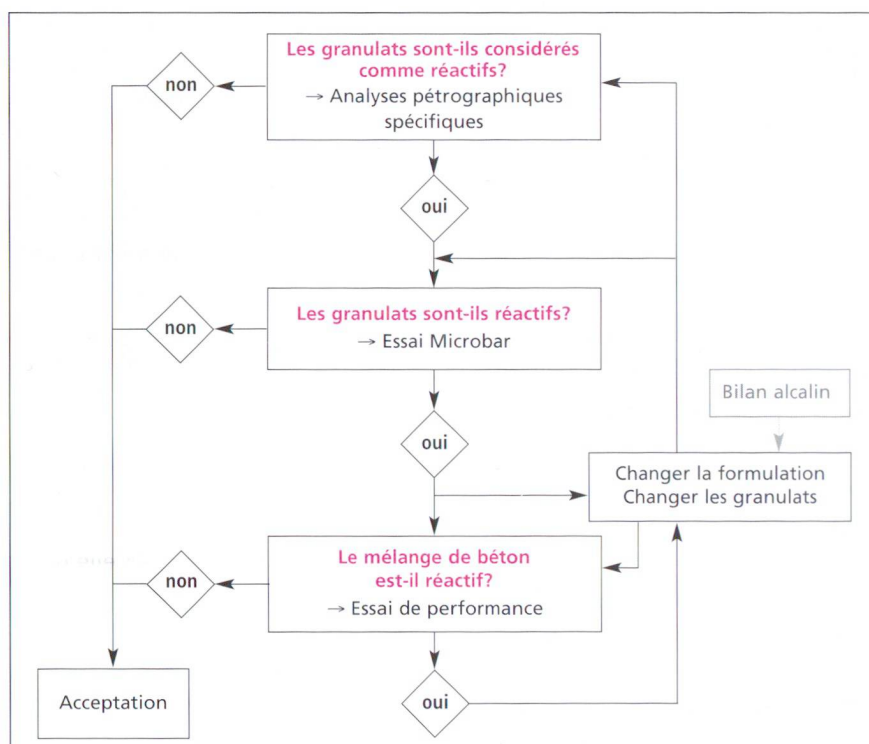 Les granulats sont-ils considérés
comme réactifs?
→ Analyses pétrographiques
spécifiques
non
oui
Les granulats sont-ils réactifs?
→ Essai Microbar
non
oui
Bilan alcalin
Changer la formulation
Changer les granulats
Le mélange de béton
est-il réactif?
→ Essai de performance
non
oui
Acceptation